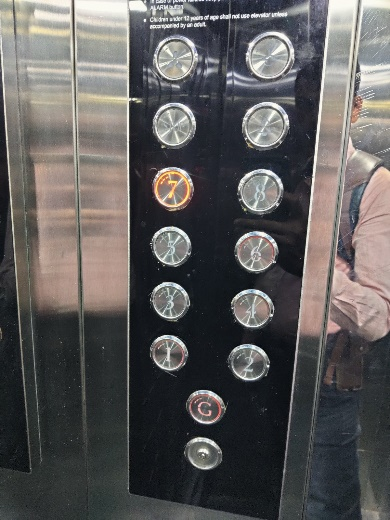 ALARM button
Children under 12 years of age shall not use elevator unless
accompanied by an adult.
7 8
5 6
3 4
1 2
G